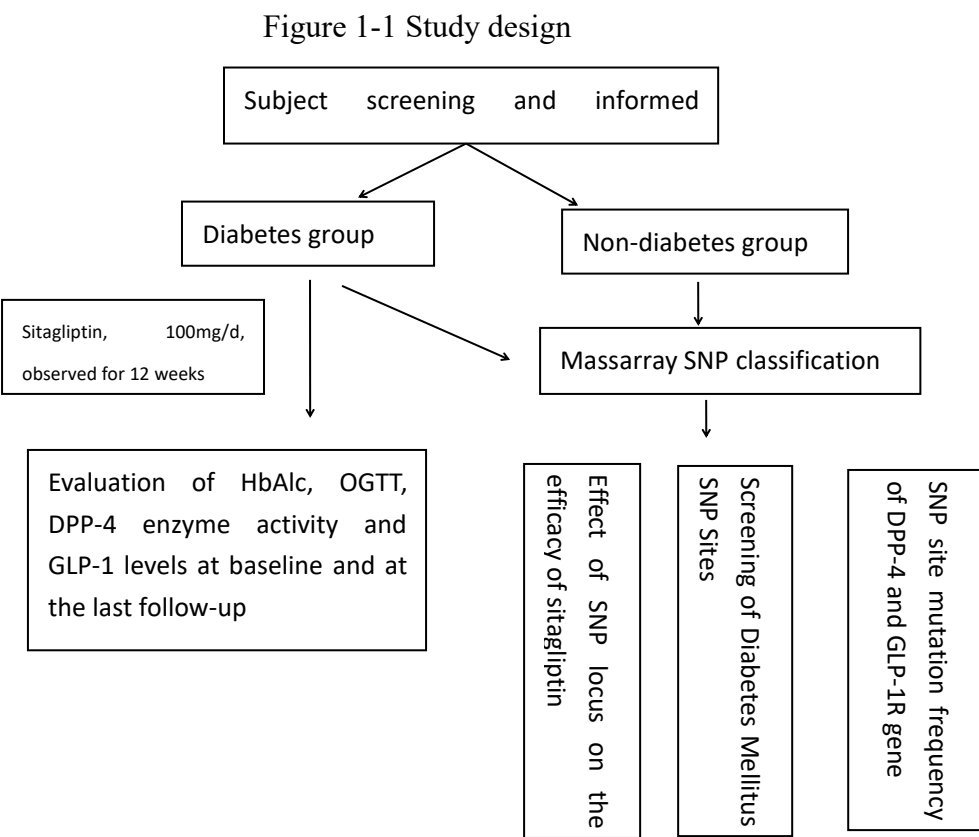 Figure 1-1 Study design
Subject screening and informed
Diabetes group
Non-diabetes group
Sitagliptin, 100mg/d,
observed for 12 weeks
Massarray SNP classification
Evaluation of HbAlc, OGTT,
DPP-4 enzyme activity and
GLP-1 levels at baseline and at
the last follow-up
Effect of SNP locus on the
efficacy of sitagliptin
Screening of Diabetes Mellitus
SNP Sites
SNP site mutation frequency
of DPP-4 and GLP-1R gene